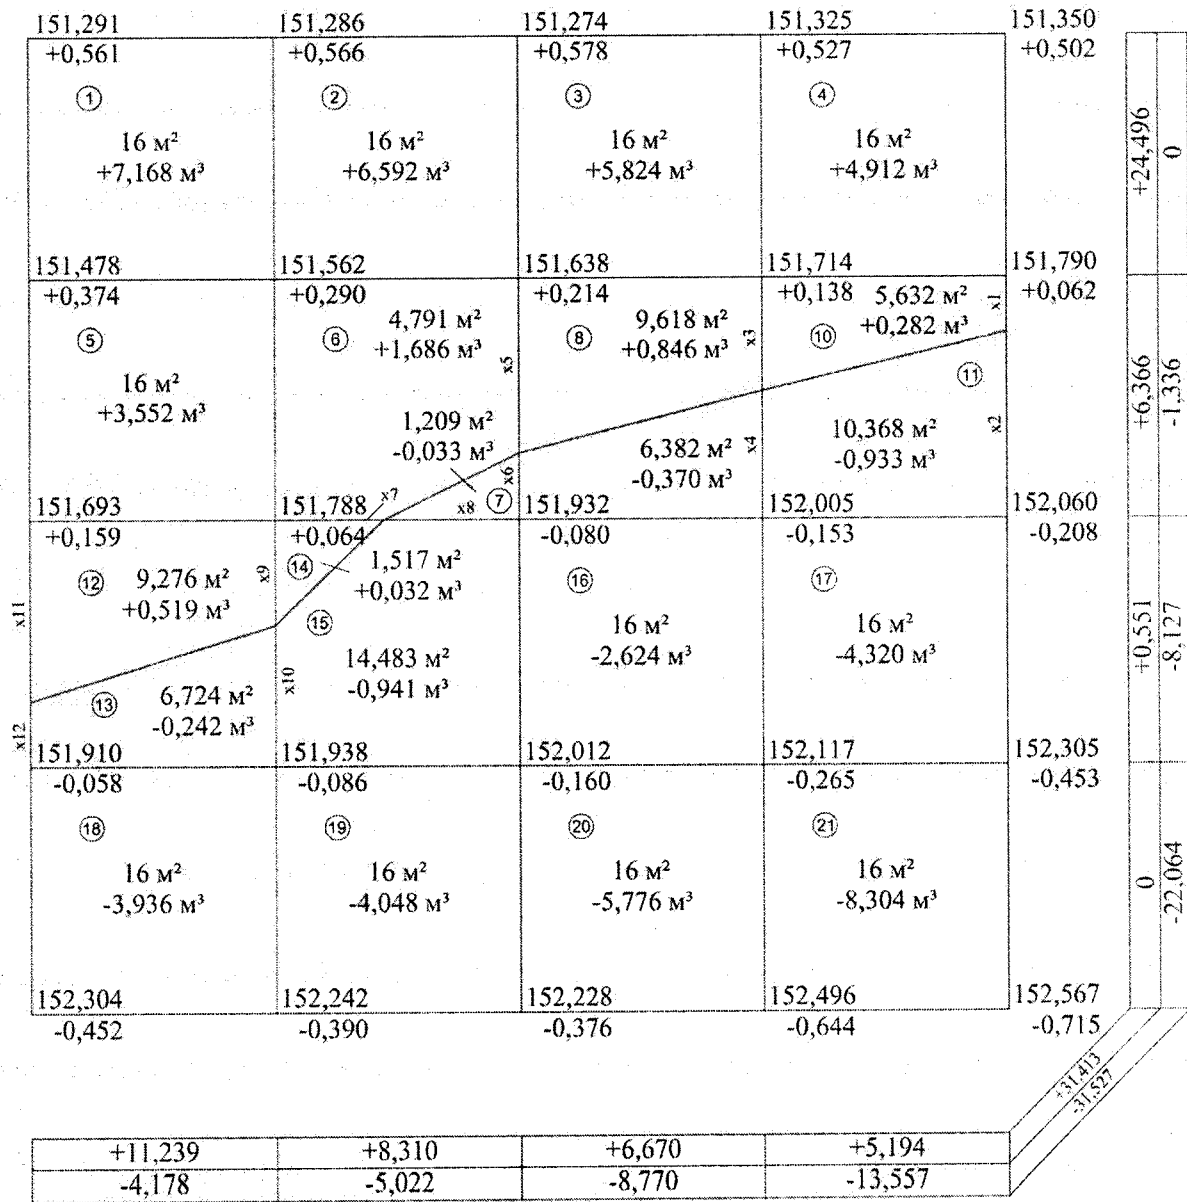 151,291 151,286 151,274 151,325 151,350
+0,561 +0,566 +0,578 +0,527 +0,502
1 2 3 4
16 м² 16 м² 16 м² 16 м²
+7,168 м³ +6,592 м³ +5,824 м³ +4,912 м³
+24,496 0
151,478 151,562 151,638 151,714 151,790
+0,374 +0,290 +0,214 +0,138 +0,062
5 6 8 10 11
4,791 м² 9,618 м² 5,632 м²
+1,686 м³ +0,846 м³ +0,282 м³
x5 x3 x1
16 м²
+3,552 м³
1,209 м² 6,382 м² 10,368 м²
-0,033 м³ -0,370 м³ -0,933 м³
x6 x4 x2
+6,366 -1,336
x7 x8 7
151,693 151,788 151,932 152,005 152,060
+0,159 +0,064 -0,080 -0,153 -0,208
12 14 16 17
9,276 м² 1,517 м²
+0,519 м³ +0,032 м³
x11 x9
15
16 м² 16 м²
-2,624 м³ -4,320 м³
14,483 м²
-0,941 м³
x10
13 6,724 м²
-0,242 м³
x12
+0,551 -8,127
151,910 151,938 152,012 152,117 152,305
-0,058 -0,086 -0,160 -0,265 -0,453
18 19 20 21
16 м² 16 м² 16 м² 16 м²
-3,936 м³ -4,048 м³ -5,776 м³ -8,304 м³
0 -22,064
152,304 152,242 152,228 152,496 152,567
-0,452 -0,390 -0,376 -0,644 -0,715
+31,413
-31,527
+11,239 +8,310 +6,670 +5,194
-4,178 -5,022 -8,770 -13,557